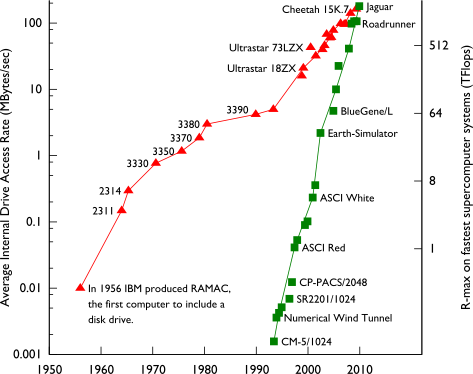 Average Internal Drive Access Rate (MBytes/sec)
100
10
1
0.1
0.01
0.001
1950
1960
1970
1980
1990
2000
2010
R-max on fastest supercomputer systems (TFlops)
512
64
8
1
Cheetah 15K.7
Jaguar
Roadrunner
Ultrastar 73LZX
Ultrastar 18ZX
3390
3380
3370
3350
3330
2314
2311
BlueGene/L
Earth-Simulator
ASCI White
ASCI Red
CP-PACS/2048
SR2201/1024
Numerical Wind Tunnel
CM-5/1024
In 1956 IBM produced RAMAC,
the first computer to include a
disk drive.